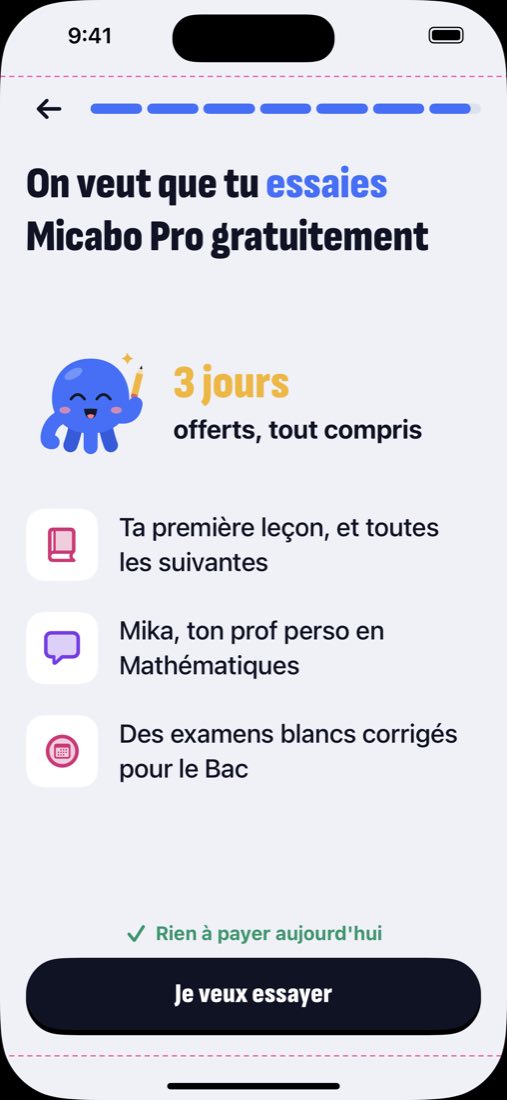 9:41
On veut que tu essaies
Micabo Pro gratuitement
3 jours
offerts, tout compris
Ta première leçon, et toutes
les suivantes
Mika, ton prof perso en
Mathématiques
Des examens blancs corrigés
pour le Bac
Rien à payer aujourd'hui
Je veux essayer